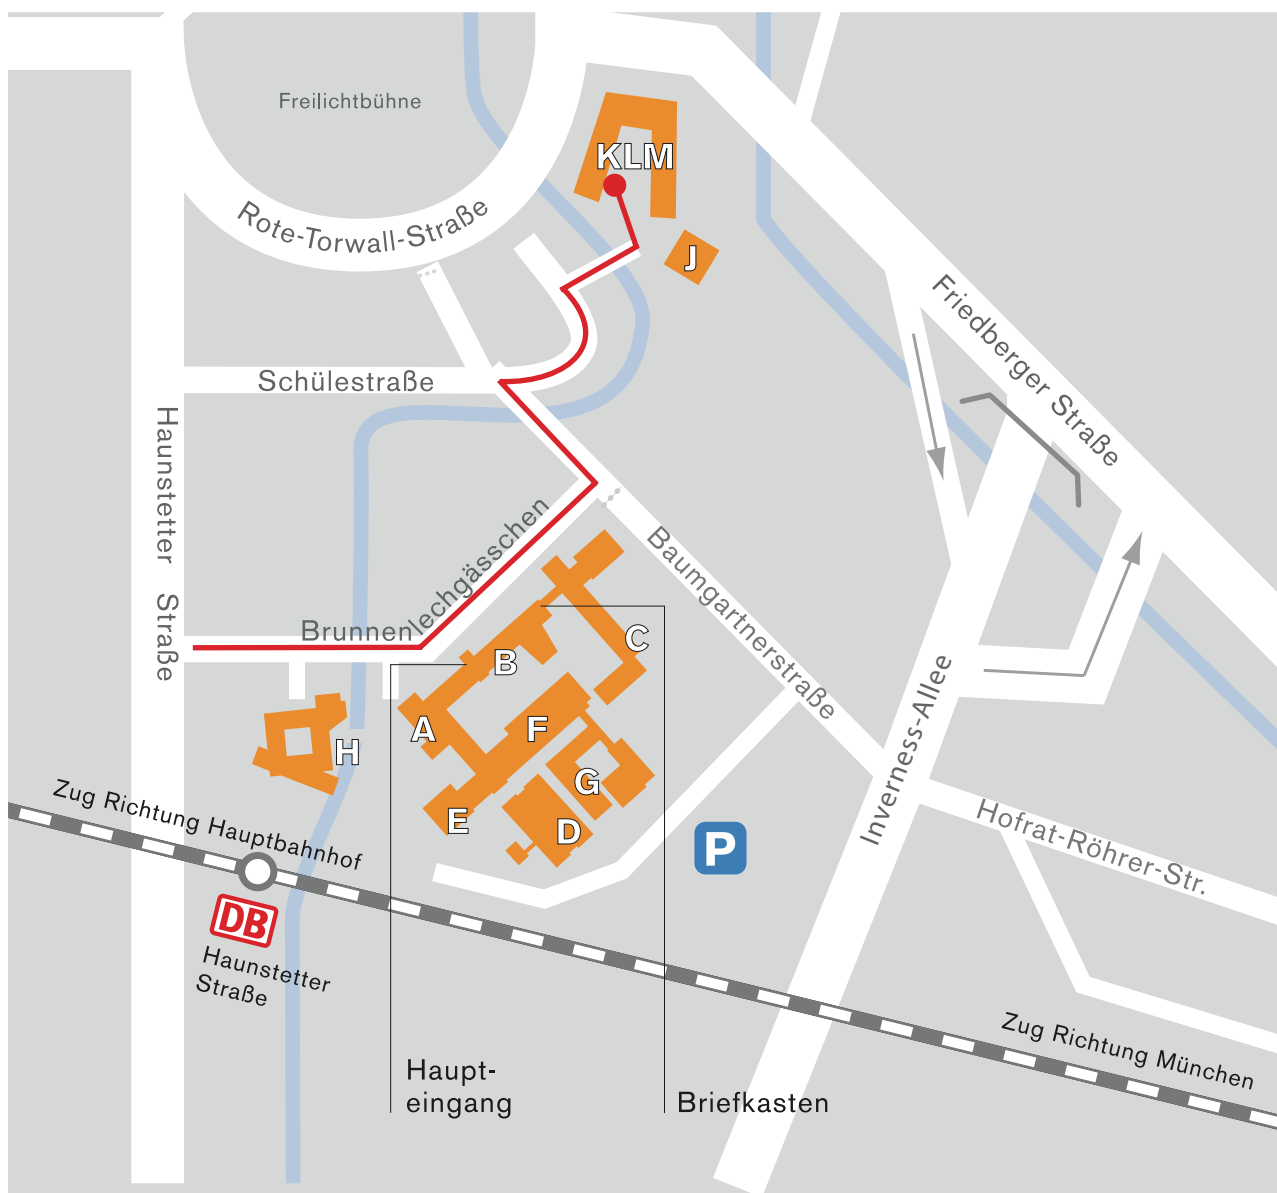 Freilichtbühne
KLM
Rote-Torwall-Straße
J
Friedberger Straße
Schülestraße
Haunstetter Straße
Brunnenlechgässchen
Baumgartnerstraße
C
B
A
F
H
G
E
D
P
Inverness-Allee
Hofrat-Röhrer-Str.
Zug Richtung Hauptbahnhof
DB
Haunstetter
Straße
Zug Richtung München
Haupt-
eingang
Briefkasten